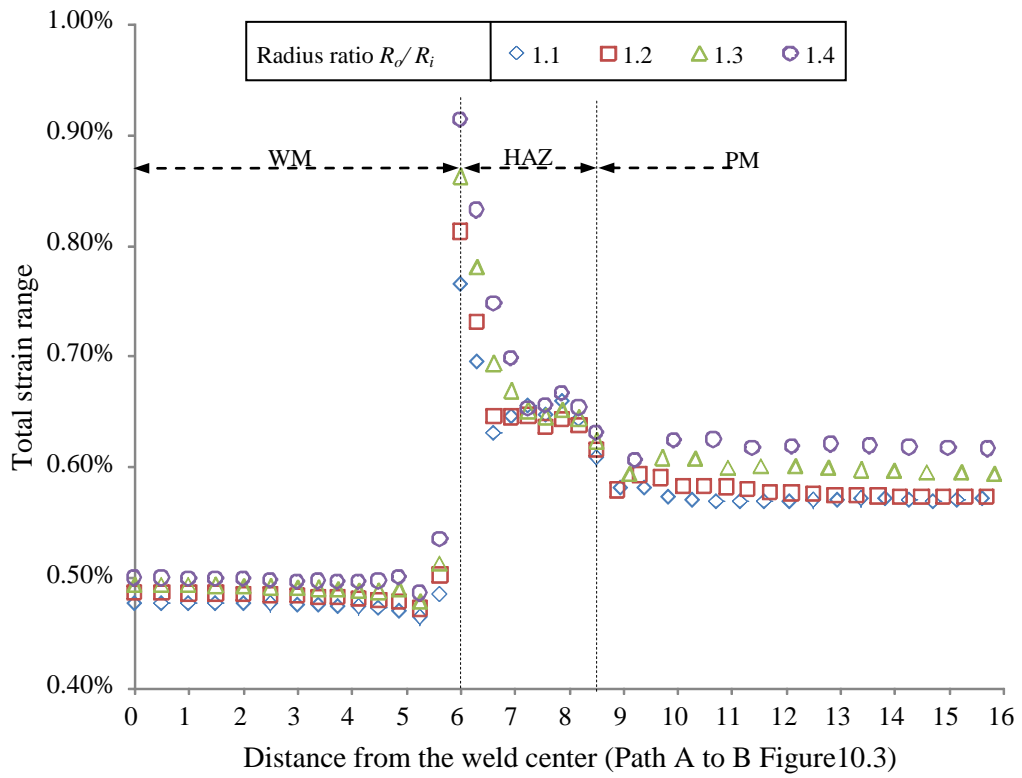 1.00%
Radius ratio Ro/ Ri 1.1 1.2 1.3 1.4
0.90%
WM HAZ PM
0.80%
0.70%
0.60%
0.50%
0.40%
Total strain range
0 1 2 3 4 5 6 7 8 9 10 11 12 13 14 15 16
Distance from the weld center (Path A to B Figure10.3)